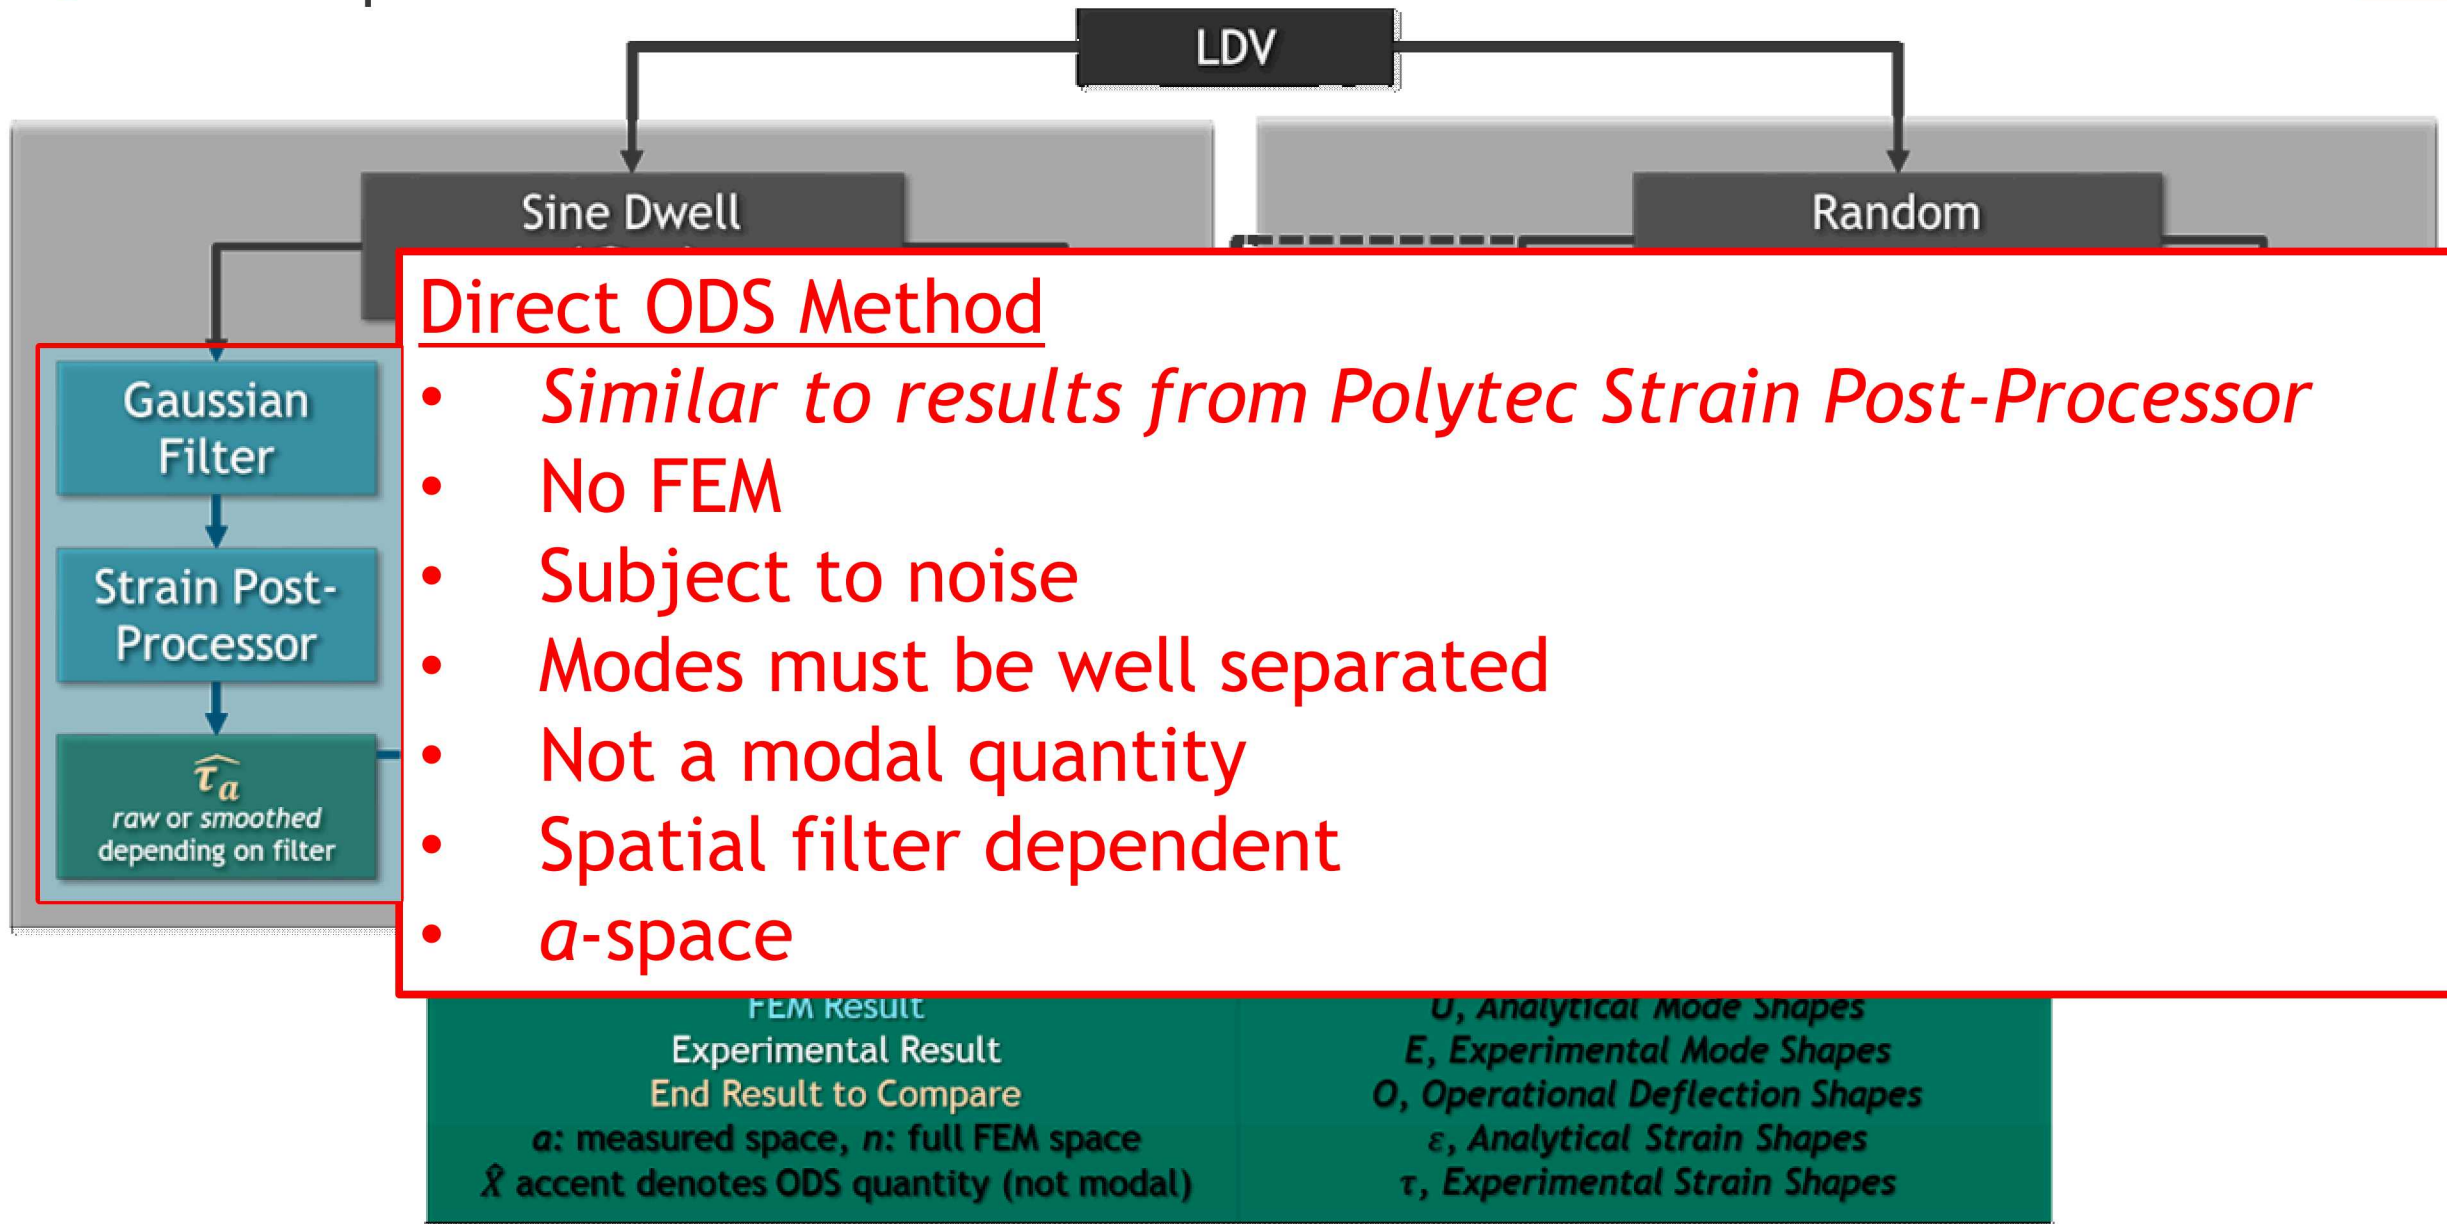 LDV
Sine Dwell
Random
Gaussian
Filter
Strain Post-
Processor
τ̂ₐ
raw or smoothed
depending on filter
Direct ODS Method
• Similar to results from Polytec Strain Post-Processor
• No FEM
• Subject to noise
• Modes must be well separated
• Not a modal quantity
• Spatial filter dependent
• a-space
FEM Result
Experimental Result
End Result to Compare
a: measured space, n: full FEM space
X̂ accent denotes ODS quantity (not modal)
U, Analytical Mode Shapes
E, Experimental Mode Shapes
O, Operational Deflection Shapes
ε, Analytical Strain Shapes
τ, Experimental Strain Shapes